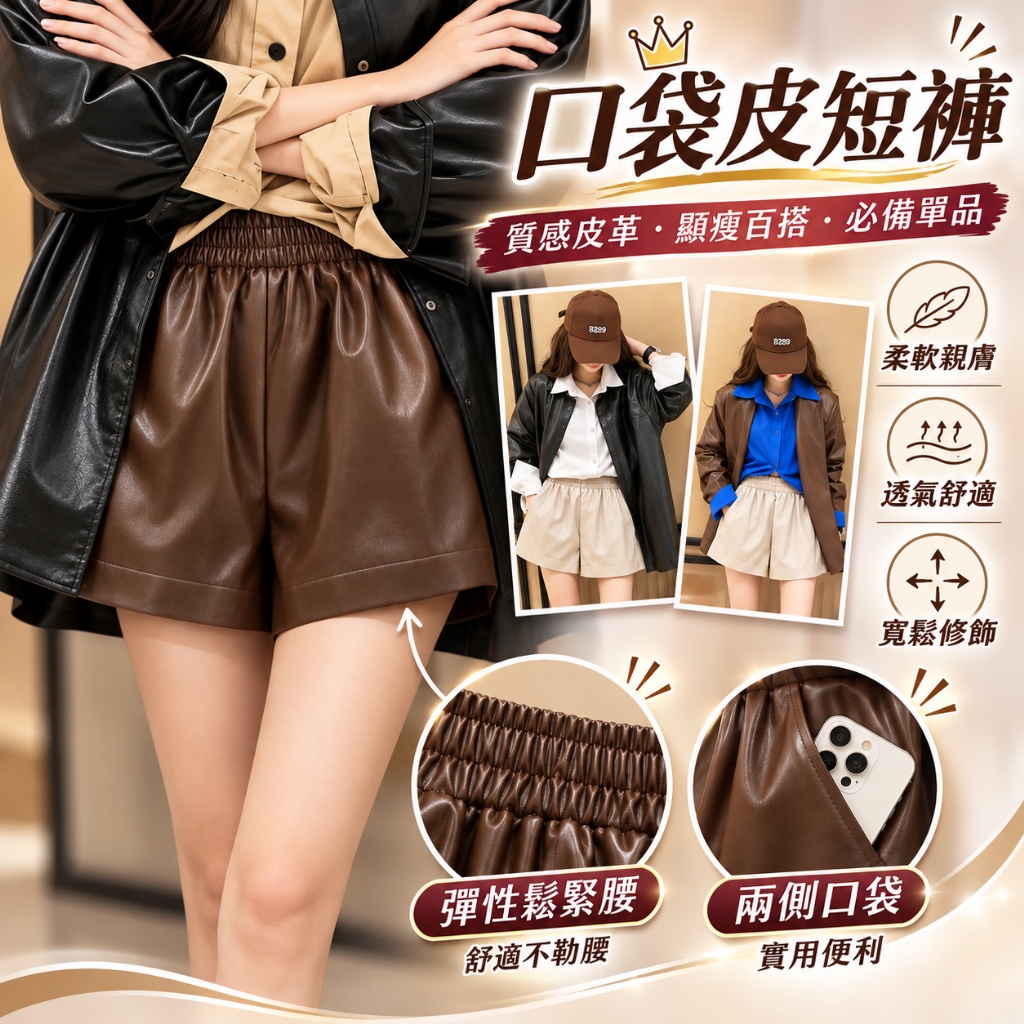 口袋皮短褲
質感皮革・顯瘦百搭・必備單品
8289
8289
柔軟親膚
透氣舒適
寬鬆修飾
彈性鬆緊腰
舒適不勒腰
兩側口袋
實用便利